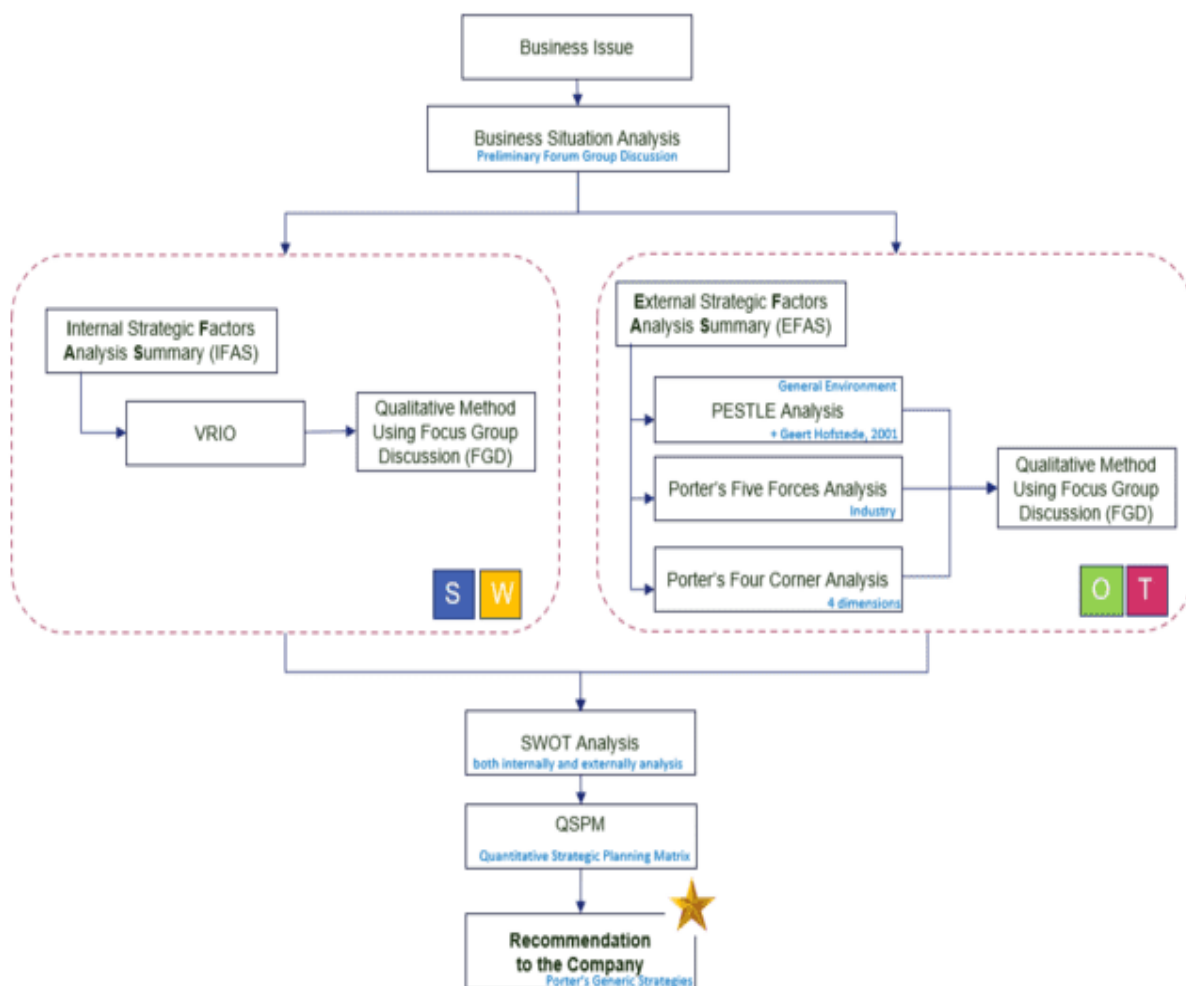 Business Issue
Business Situation Analysis
Preliminary Forum Group Discussion
Internal Strategic Factors
Analysis Summary (IFAS)
VRIO
Qualitative Method
Using Focus Group
Discussion (FGD)
S W
External Strategic Factors
Analysis Summary (EFAS)
General Environment
PESTLE Analysis
+ Geert Hofstede, 2001
Porter's Five Forces Analysis
Industry
Porter's Four Corner Analysis
4 dimensions
Qualitative Method
Using Focus Group
Discussion (FGD)
O T
SWOT Analysis
both internally and externally analysis
QSPM
Quantitative Strategic Planning Matrix
Recommendation
to the Company
Porter's Generic Strategies